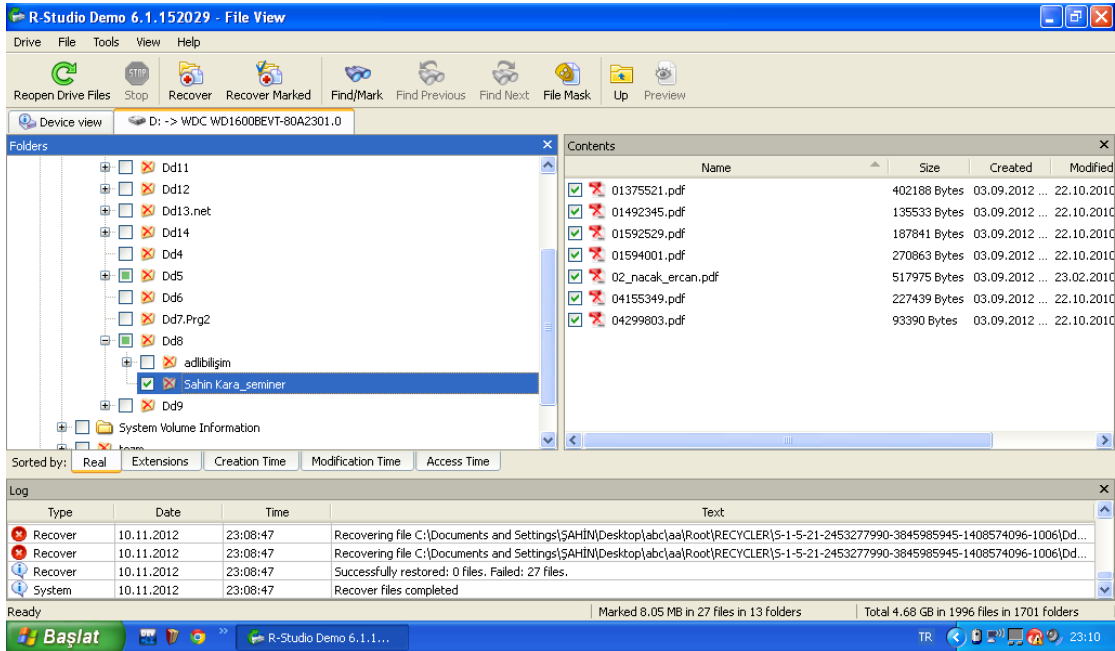 R-Studio Demo 6.1.152029 - File View
Drive File Tools View Help
Reopen Drive Files Stop Recover Recover Marked Find/Mark Find Previous Find Next File Mask Up Preview
Device view D: -> WDC WD1600BEVT-80A2301.0
Folders
Dd11
Dd12
Dd13.net
Dd14
Dd4
Dd5
Dd6
Dd7.Prg2
Dd8
adlibilişim
Sahin Kara_seminer
Dd9
System Volume Information
Contents
Name Size Created Modified
01375521.pdf 402188 Bytes 03.09.2012 ... 22.10.2010
01492345.pdf 135533 Bytes 03.09.2012 ... 22.10.2010
01592529.pdf 187841 Bytes 03.09.2012 ... 22.10.2010
01594001.pdf 270863 Bytes 03.09.2012 ... 22.10.2010
02_nacak_ercan.pdf 517975 Bytes 03.09.2012 ... 23.02.2010
04155349.pdf 227439 Bytes 03.09.2012 ... 22.10.2010
04299803.pdf 93390 Bytes 03.09.2012 ... 22.10.2010
Sorted by: Real Extensions Creation Time Modification Time Access Time
Log
Type Date Time Text
Recover 10.11.2012 23:08:47 Recovering file C:\Documents and Settings\ŞAHİN\Desktop\abc\aa\Root\RECYCLER\S-1-5-21-2453277990-3845985945-1408574096-1006\Dd...
Recover 10.11.2012 23:08:47 Recovering file C:\Documents and Settings\ŞAHİN\Desktop\abc\aa\Root\RECYCLER\S-1-5-21-2453277990-3845985945-1408574096-1006\Dd...
Recover 10.11.2012 23:08:47 Successfully restored: 0 files. Failed: 27 files.
System 10.11.2012 23:08:47 Recover files completed
Ready Marked 8.05 MB in 27 files in 13 folders Total 4.68 GB in 1996 files in 1701 folders
Başlat R-Studio Demo 6.1.1... TR 23:10